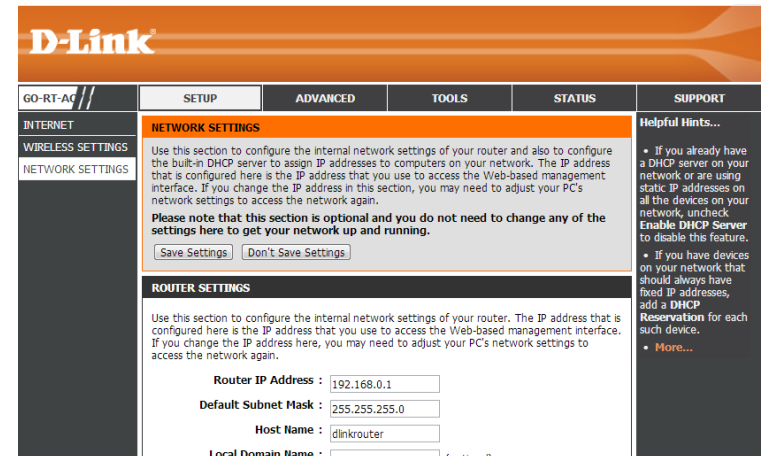 D-Link
GO-RT-AC
SETUP
ADVANCED
TOOLS
STATUS
SUPPORT
INTERNET
WIRELESS SETTINGS
NETWORK SETTINGS
NETWORK SETTINGS
Use this section to configure the internal network settings of your router and also to configure
the built-in DHCP server to assign IP addresses to computers on your network. The IP address
that is configured here is the IP address that you use to access the Web-based management
interface. If you change the IP address in this section, you may need to adjust your PC's
network settings to access the network again.
Please note that this section is optional and you do not need to change any of the
settings here to get your network up and running.
Save Settings
Don't Save Settings
ROUTER SETTINGS
Use this section to configure the internal network settings of your router. The IP address that is
configured here is the IP address that you use to access the Web-based management interface.
If you change the IP address here, you may need to adjust your PC's network settings to
access the network again.
Router IP Address : 192.168.0.1
Default Subnet Mask : 255.255.255.0
Host Name : dlinkrouter
Local Domain Name :
Helpful Hints...
• If you already have
a DHCP server on your
network or are using
static IP addresses on
all the devices on your
network, uncheck
Enable DHCP Server
to disable this feature.
• If you have devices
on your network that
should always have
fixed IP addresses,
add a DHCP
Reservation for each
such device.
• More...